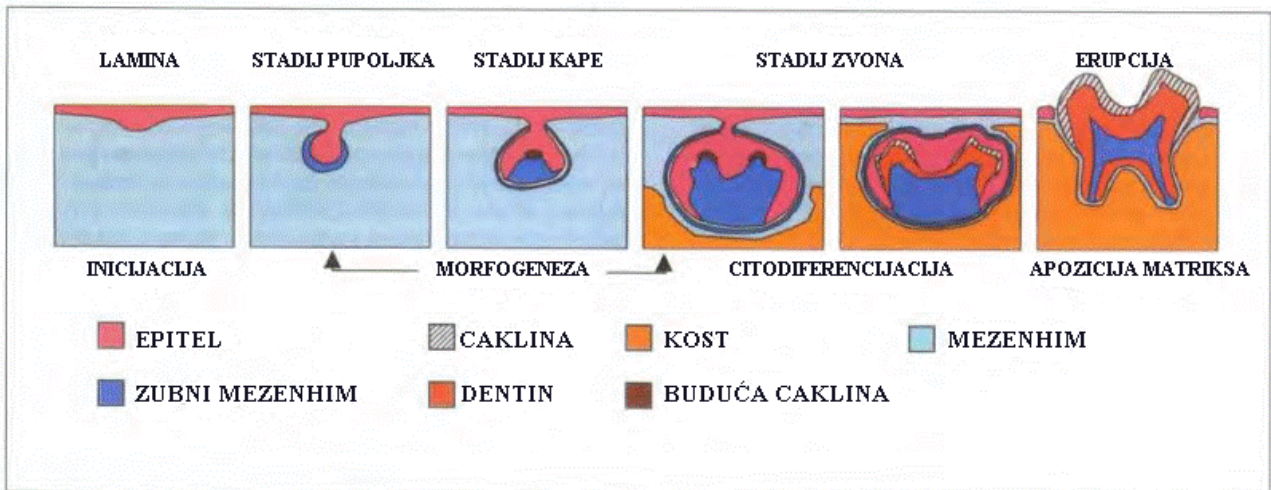 LAMINA STADIJ PUPOLJKA STADIJ KAPE STADIJ ZVONA ERUPCIJA
INICIJACIJA MORFOGENEZA CITODIFERENCIJACIJA APOZICIJA MATRIKSA
EPITEL CAKLINA KOST MEZENHIM
ZUBNI MEZENHIM DENTIN BUDUĆA CAKLINA